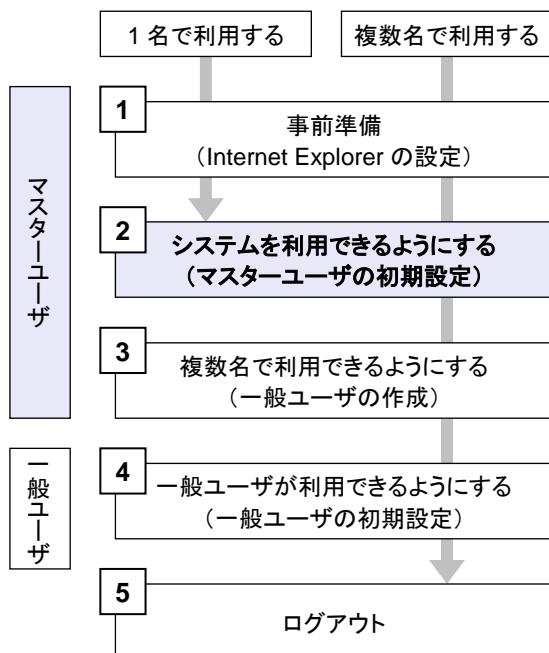 1 名で利用する
複数名で利用する
マスターユーザ
1
事前準備
（Internet Explorer の設定）
2
システムを利用できるようにする
（マスターユーザの初期設定）
3
複数名で利用できるようにする
（一般ユーザの作成）
一般ユーザ
4
一般ユーザが利用できるようにする
（一般ユーザの初期設定）
5
ログアウト